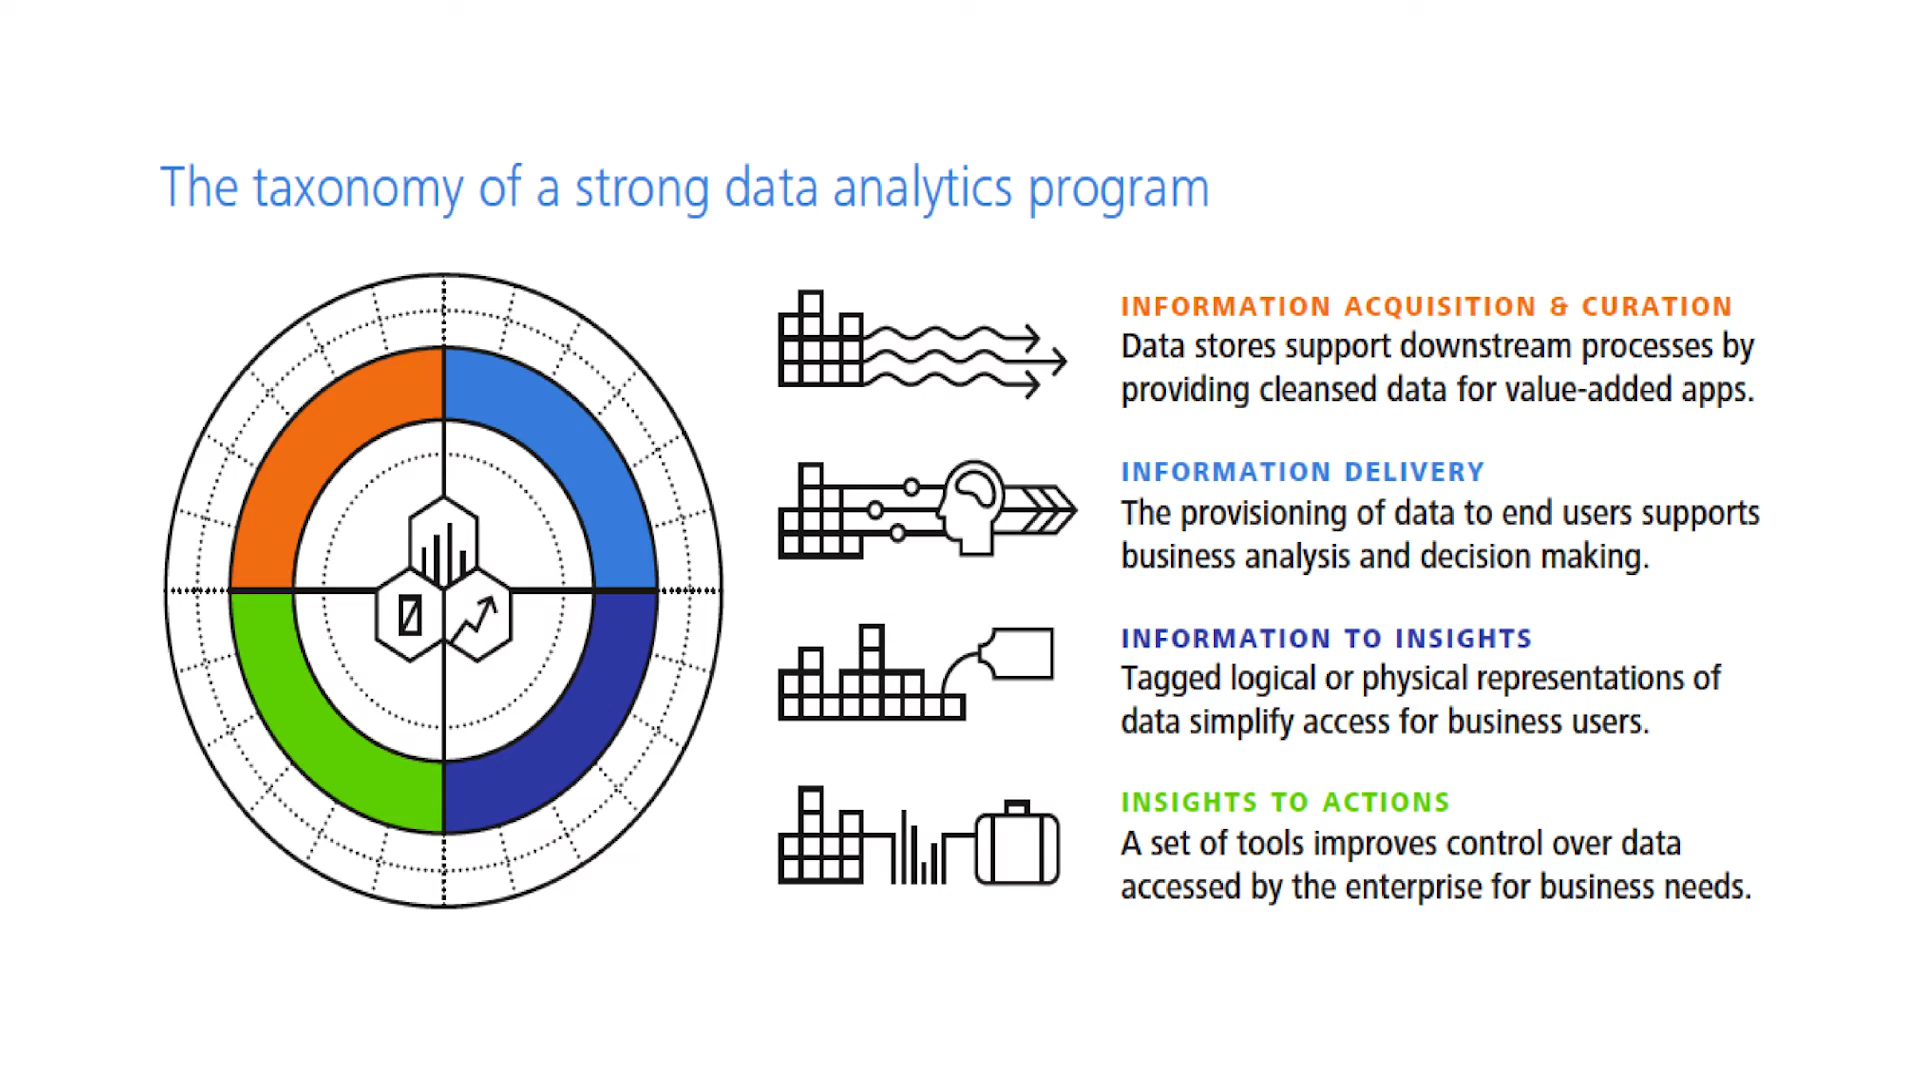 The taxonomy of a strong data analytics program
INFORMATION ACQUISITION & CURATION
Data stores support downstream processes by
providing cleansed data for value-added apps.
INFORMATION DELIVERY
The provisioning of data to end users supports
business analysis and decision making.
INFORMATION TO INSIGHTS
Tagged logical or physical representations of
data simplify access for business users.
INSIGHTS TO ACTIONS
A set of tools improves control over data
accessed by the enterprise for business needs.